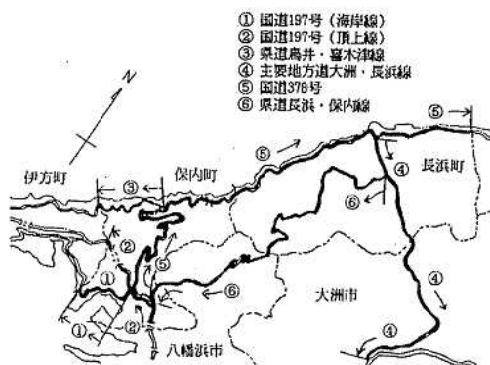 ① 国道197号(海岸線)
② 国道197号(頂上線)
③ 県道鳥井・喜木津線
④ 主要地方道大洲・長浜線
⑤ 国道378号
⑥ 県道長浜・保内線
N
⑤
伊方町
③
保内町
⑤
④
長浜町
⑥
②
①
⑤
⑥
大洲市
④
①
②
八幡浜市
④